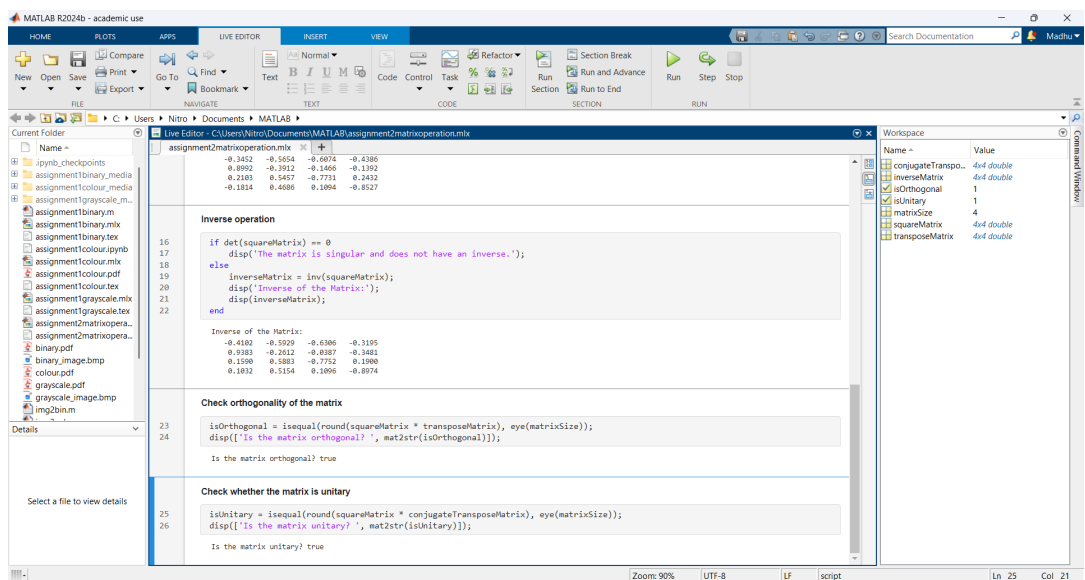 MATLAB R2024b - academic use
HOME PLOTS APPS LIVE EDITOR INSERT VIEW Search Documentation Madhu
New Open Save Compare Print Export
FILE
Go To Find Bookmark
NAVIGATE
Text Normal B I U M
TEXT
Code Control Task Refactor
CODE
Run Section Section Break Run and Advance Run to End
SECTION
Run Step Stop
RUN
C: Users Nitro Documents MATLAB
Current Folder
Name
.ipynb_checkpoints
assignment1binary_media
assignment1colour_media
assignment1grayscale_m...
assignment1binary.m
assignment1binary.mlx
assignment1binary.tex
assignment1colour.ipynb
assignment1colour.mlx
assignment1colour.pdf
assignment1colour.tex
assignment1grayscale.mlx
assignment1grayscale.tex
assignment2matrixopera...
assignment2matrixopera...
binary.pdf
binary_image.bmp
colour.pdf
grayscale.pdf
grayscale_image.bmp
img2bin.m
Details
Select a file to view details
Live Editor - C:\Users\Nitro\Documents\MATLAB\assignment2matrixoperation.mlx
assignment2matrixoperation.mlx
-0.3452 -0.5654 -0.6074 -0.4386
0.8992 -0.3912 -0.1466 -0.1392
0.2103 0.5457 -0.7731 0.2432
-0.1814 0.4686 0.1094 -0.8527
Inverse operation
16 if det(squareMatrix) == 0
17 disp('The matrix is singular and does not have an inverse.');
18 else
19 inverseMatrix = inv(squareMatrix);
20 disp('Inverse of the Matrix:');
21 disp(inverseMatrix);
22 end
Inverse of the Matrix:
-0.4102 -0.5929 -0.6306 -0.3195
0.9383 -0.2612 -0.0387 -0.3481
0.1590 0.5883 -0.7752 0.1900
0.1032 0.5154 0.1096 -0.8974
Check orthogonality of the matrix
23 isOrthogonal = isequal(round(squareMatrix * transposeMatrix), eye(matrixSize));
24 disp(['Is the matrix orthogonal? ', mat2str(isOrthogonal)]);
Is the matrix orthogonal? true
Check whether the matrix is unitary
25 isUnitary = isequal(round(squareMatrix * conjugateTransposeMatrix), eye(matrixSize));
26 disp(['Is the matrix unitary? ', mat2str(isUnitary)]);
Is the matrix unitary? true
Workspace
Name Value
conjugateTranspo... 4x4 double
inverseMatrix 4x4 double
isOrthogonal 1
isUnitary 1
matrixSize 4
squareMatrix 4x4 double
transposeMatrix 4x4 double
Command Window
Zoom: 90% UTF-8 LF script Ln 25 Col 21